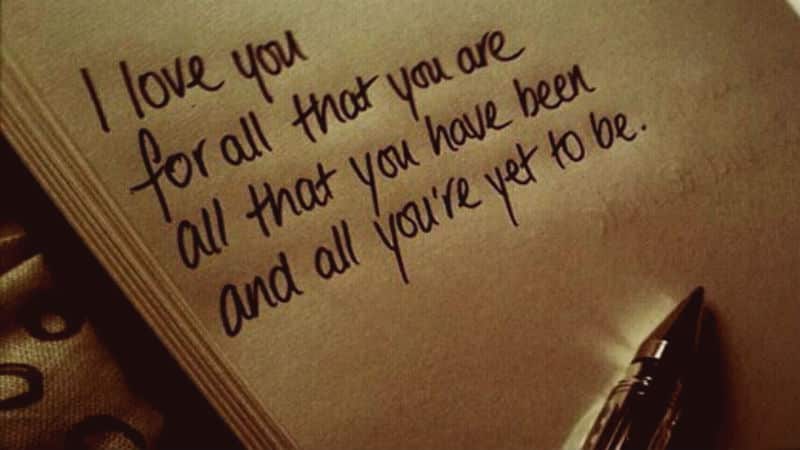 I love you
for all that you are
all that you have been
and all you're yet to be.